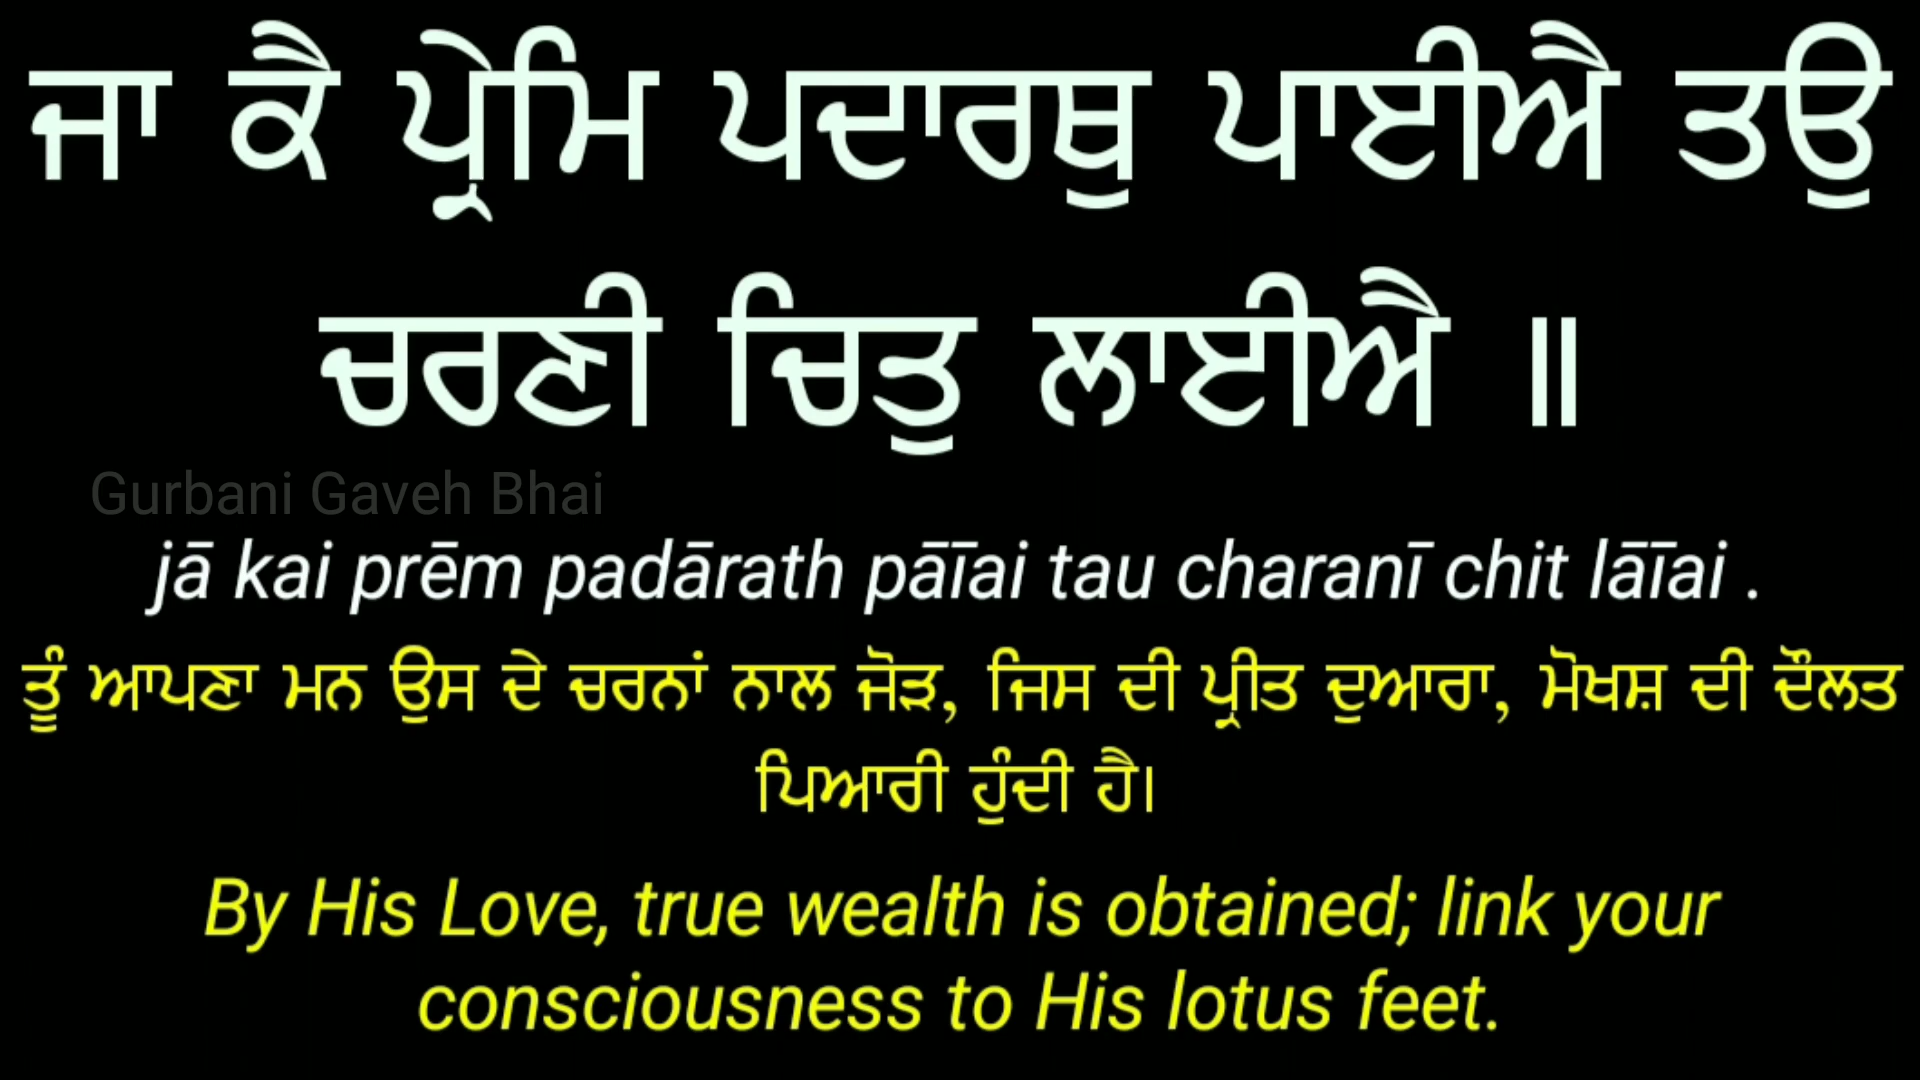 ਜਾ ਕੈ ਪ੍ਰੇਮਿ ਪਦਾਰਥੁ ਪਾਈਐ ਤਉ
ਚਰਣੀ ਚਿਤੁ ਲਾਈਐ ॥
Gurbani Gaveh Bhai
jā kai prēm padārath pāīai tau charanī chit lāīai .
ਤੂੰ ਆਪਣਾ ਮਨ ਉਸ ਦੇ ਚਰਨਾਂ ਨਾਲ ਜੋੜ, ਜਿਸ ਦੀ ਪ੍ਰੀਤ ਦੁਆਰਾ, ਮੋਖਸ਼ ਦੀ ਦੌਲਤ
ਪਿਆਰੀ ਹੁੰਦੀ ਹੈ।
By His Love, true wealth is obtained; link your
consciousness to His lotus feet.